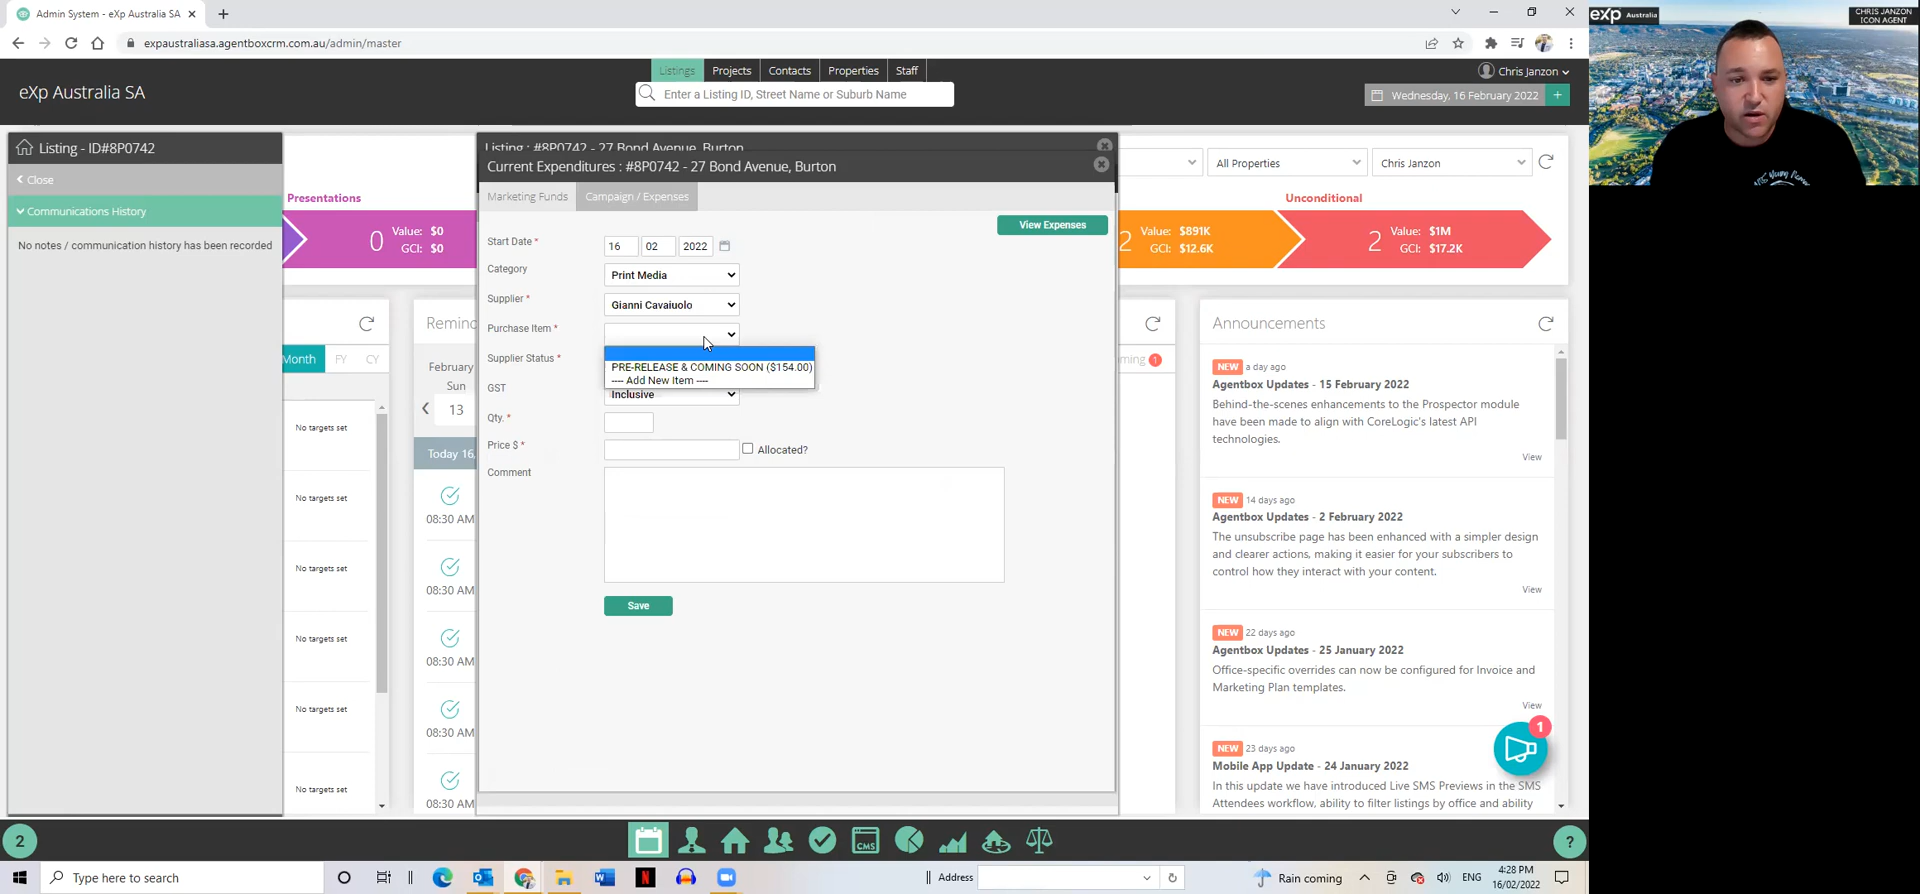 Admin System - eXp Australia SA
expaustraliasa.agentboxcrm.com.au/admin/master
eXp Australia SA
Listings
Projects
Contacts
Properties
Staff
Enter a Listing ID, Street Name or Suburb Name
Chris Janzon
Wednesday, 16 February 2022
Listing - ID#8P0742
Close
Communications History
No notes / communication history has been recorded
Presentations
0
Value: $0
GCI: $0
Listing : #8P0742 - 27 Bond Avenue, Burton
Current Expenditures : #8P0742 - 27 Bond Avenue, Burton
Marketing Funds
Campaign / Expenses
View Expenses
Start Date *
16
02
2022
Category
Print Media
Supplier *
Gianni Cavaiuolo
Purchase Item *
PRE-RELEASE & COMING SOON ($154.00)
---- Add New Item ----
Supplier Status *
GST
Inclusive
Qty. *
Price $ *
Allocated?
Comment
Save
All Properties
Chris Janzon
2
Value: $891K
GCI: $12.6K
Unconditional
2
Value: $1M
GCI: $17.2K
Month
FY
CY
No targets set
No targets set
No targets set
No targets set
No targets set
No targets set
February
Sun
13
Today 16
08:30 AM
08:30 AM
08:30 AM
08:30 AM
08:30 AM
1
Announcements
NEW a day ago
Agentbox Updates - 15 February 2022
Behind-the-scenes enhancements to the Prospector module
have been made to align with CoreLogic's latest API
technologies.
View
NEW 14 days ago
Agentbox Updates - 2 February 2022
The unsubscribe page has been enhanced with a simpler design
and clearer actions, making it easier for your subscribers to
control how they interact with your content.
View
NEW 22 days ago
Agentbox Updates - 25 January 2022
Office-specific overrides can now be configured for Invoice and
Marketing Plan templates.
View
NEW 23 days ago
Mobile App Update - 24 January 2022
In this update we have introduced Live SMS Previews in the SMS
Attendees workflow, ability to filter listings by office and ability
1
2
CMS
?
Type here to search
Address
Rain coming
ENG
4:28 PM
16/02/2022
eXp Australia
CHRIS JANZON
ICON AGENT